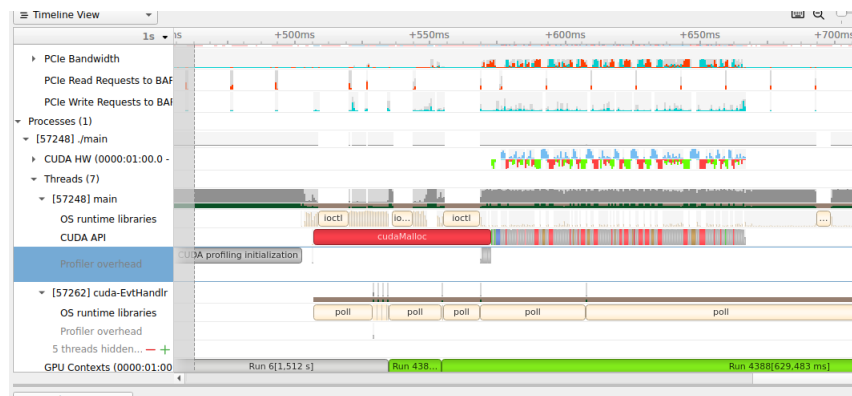 Timeline View
1s
+500ms +550ms +600ms +650ms +700ms
PCIe Bandwidth
PCIe Read Requests to BAF
PCIe Write Requests to BAF
Processes (1)
[57248] ./main
CUDA HW (0000:01:00.0 -
Threads (7)
[57248] main
OS runtime libraries ioctl io... ioctl ...
CUDA API cudaMalloc
CUDA profiling initialization
Profiler overhead
[57262] cuda-EvtHandlr
OS runtime libraries poll poll poll poll poll
Profiler overhead
5 threads hidden... — +
GPU Contexts (0000:01:00 Run 6[1,512 s] Run 438... Run 4388[629,483 ms]